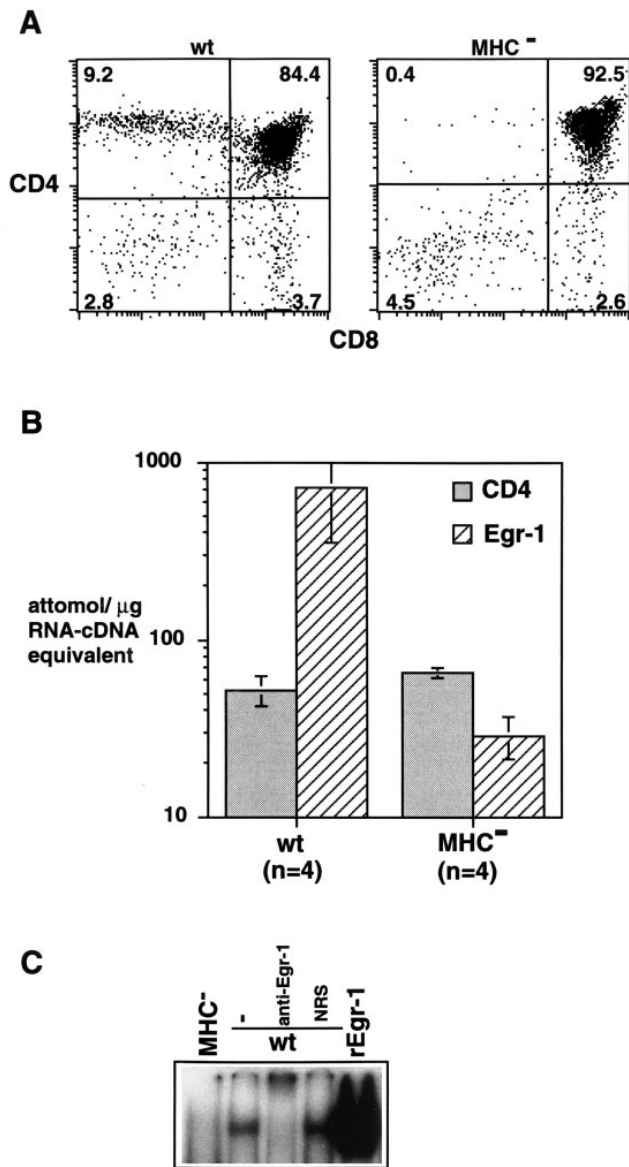 A
wt
MHC⁻
9.2 84.4
0.4 92.5
CD4
2.8 3.7
4.5 2.6
CD8
B
1000
CD4
Egr-1
attomol/ μg
RNA-cDNA
equivalent
100
10
wt
(n=4)
MHC⁻
(n=4)
C
MHC⁻
-
anti-Egr-1
NRS
rEgr-1
wt